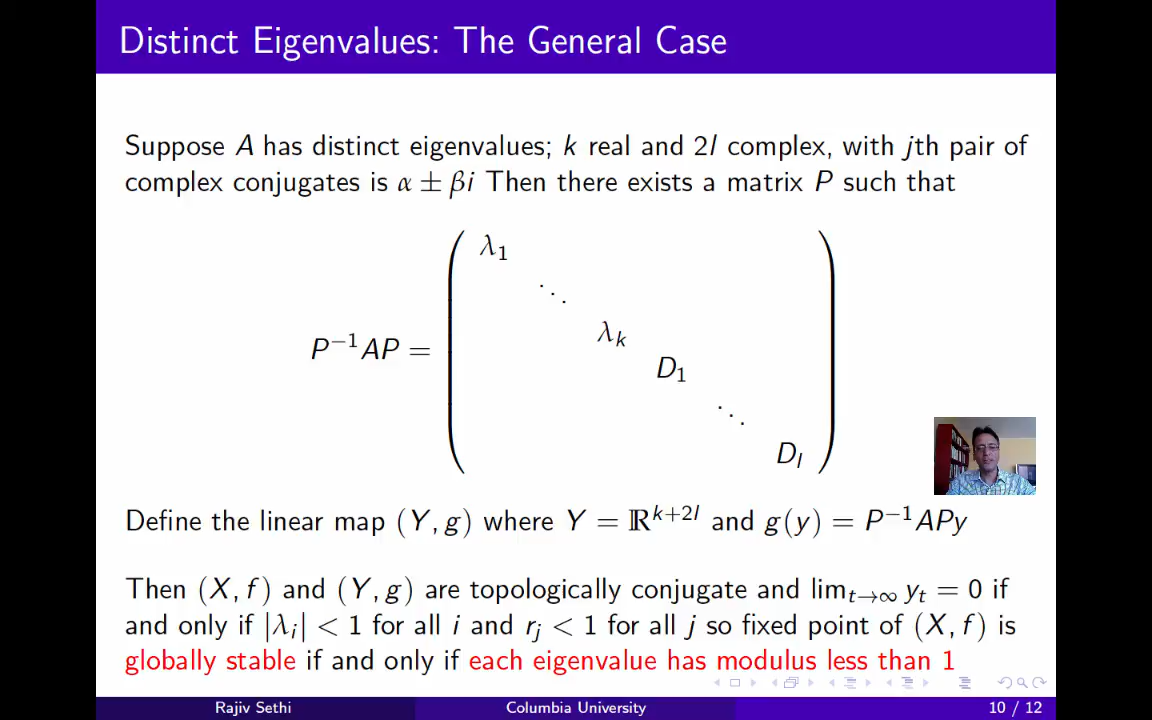 Distinct Eigenvalues: The General Case
Suppose A has distinct eigenvalues; k real and 2l complex, with jth pair of
complex conjugates is α ± βi Then there exists a matrix P such that
λ₁
⋱
λₖ
P⁻¹AP =
D₁
⋱
Dₗ
Define the linear map (Y, g) where Y = ℝᵏ⁺²ˡ and g(y) = P⁻¹APy
Then (X, f) and (Y, g) are topologically conjugate and limₜ→∞ yₜ = 0 if
and only if |λᵢ| < 1 for all i and rⱼ < 1 for all j so fixed point of (X, f) is
globally stable if and only if each eigenvalue has modulus less than 1
Rajiv Sethi Columbia University 10 / 12